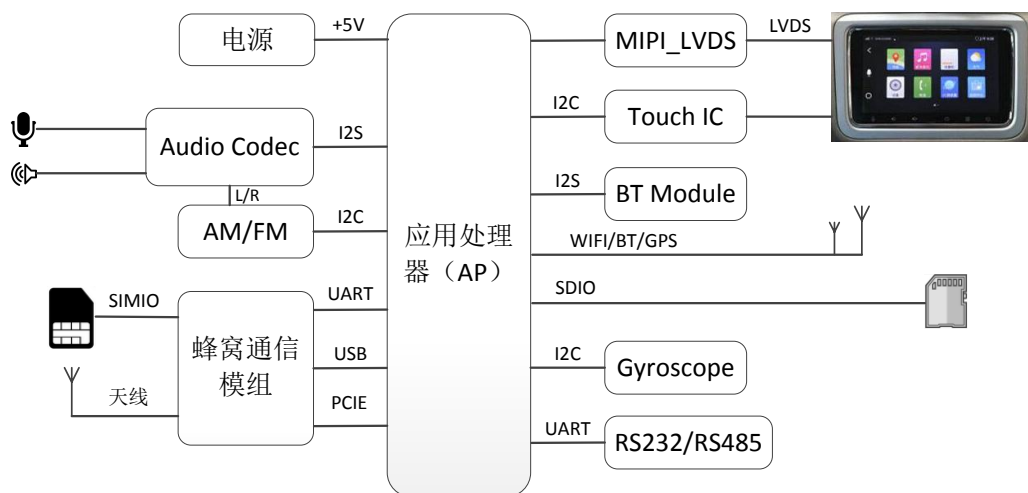 电源
+5V
Audio Codec
I2S
L/R
AM/FM
I2C
SIMIO
UART
蜂窝通信
模组
USB
天线
PCIE
应用处理
器（AP）
MIPI_LVDS
LVDS
I2C
Touch IC
I2S
BT Module
WIFI/BT/GPS
SDIO
I2C
Gyroscope
UART
RS232/RS485